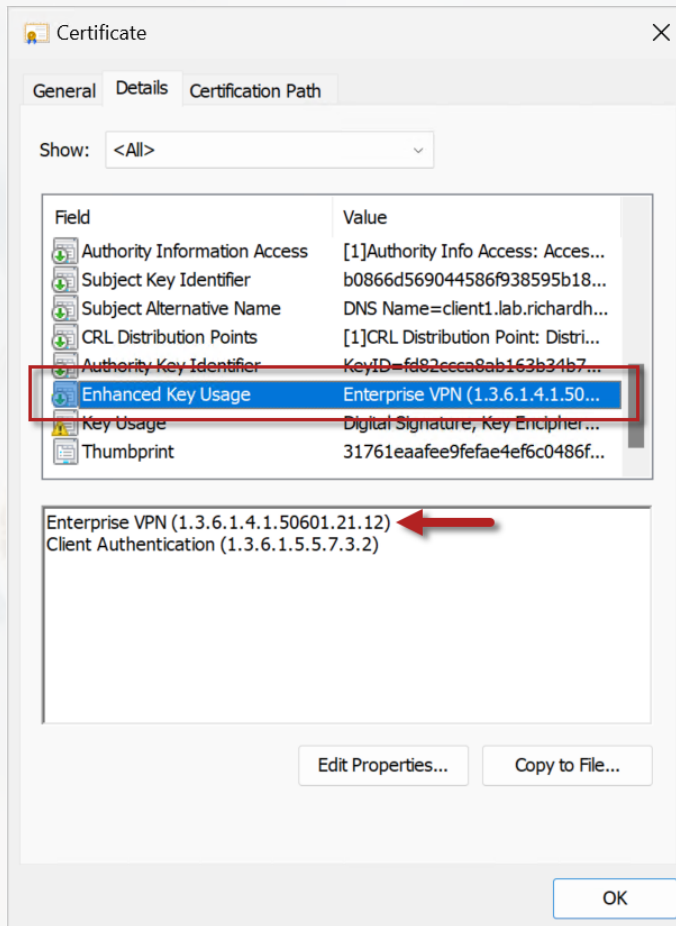 Certificate
General Details Certification Path
Show: <All>
Field Value
Authority Information Access [1]Authority Info Access: Acces...
Subject Key Identifier b0866d569044586f938595b18...
Subject Alternative Name DNS Name=client1.lab.richardh...
CRL Distribution Points [1]CRL Distribution Point: Distri...
Authority Key Identifier KeyID=fd82ccca8ab163b34b7...
Enhanced Key Usage Enterprise VPN (1.3.6.1.4.1.50...
Key Usage Digital Signature, Key Encipher...
Thumbprint 31761eaafee9fefae4ef6c0486f...
Enterprise VPN (1.3.6.1.4.1.50601.21.12)
Client Authentication (1.3.6.1.5.5.7.3.2)
Edit Properties... Copy to File...
OK